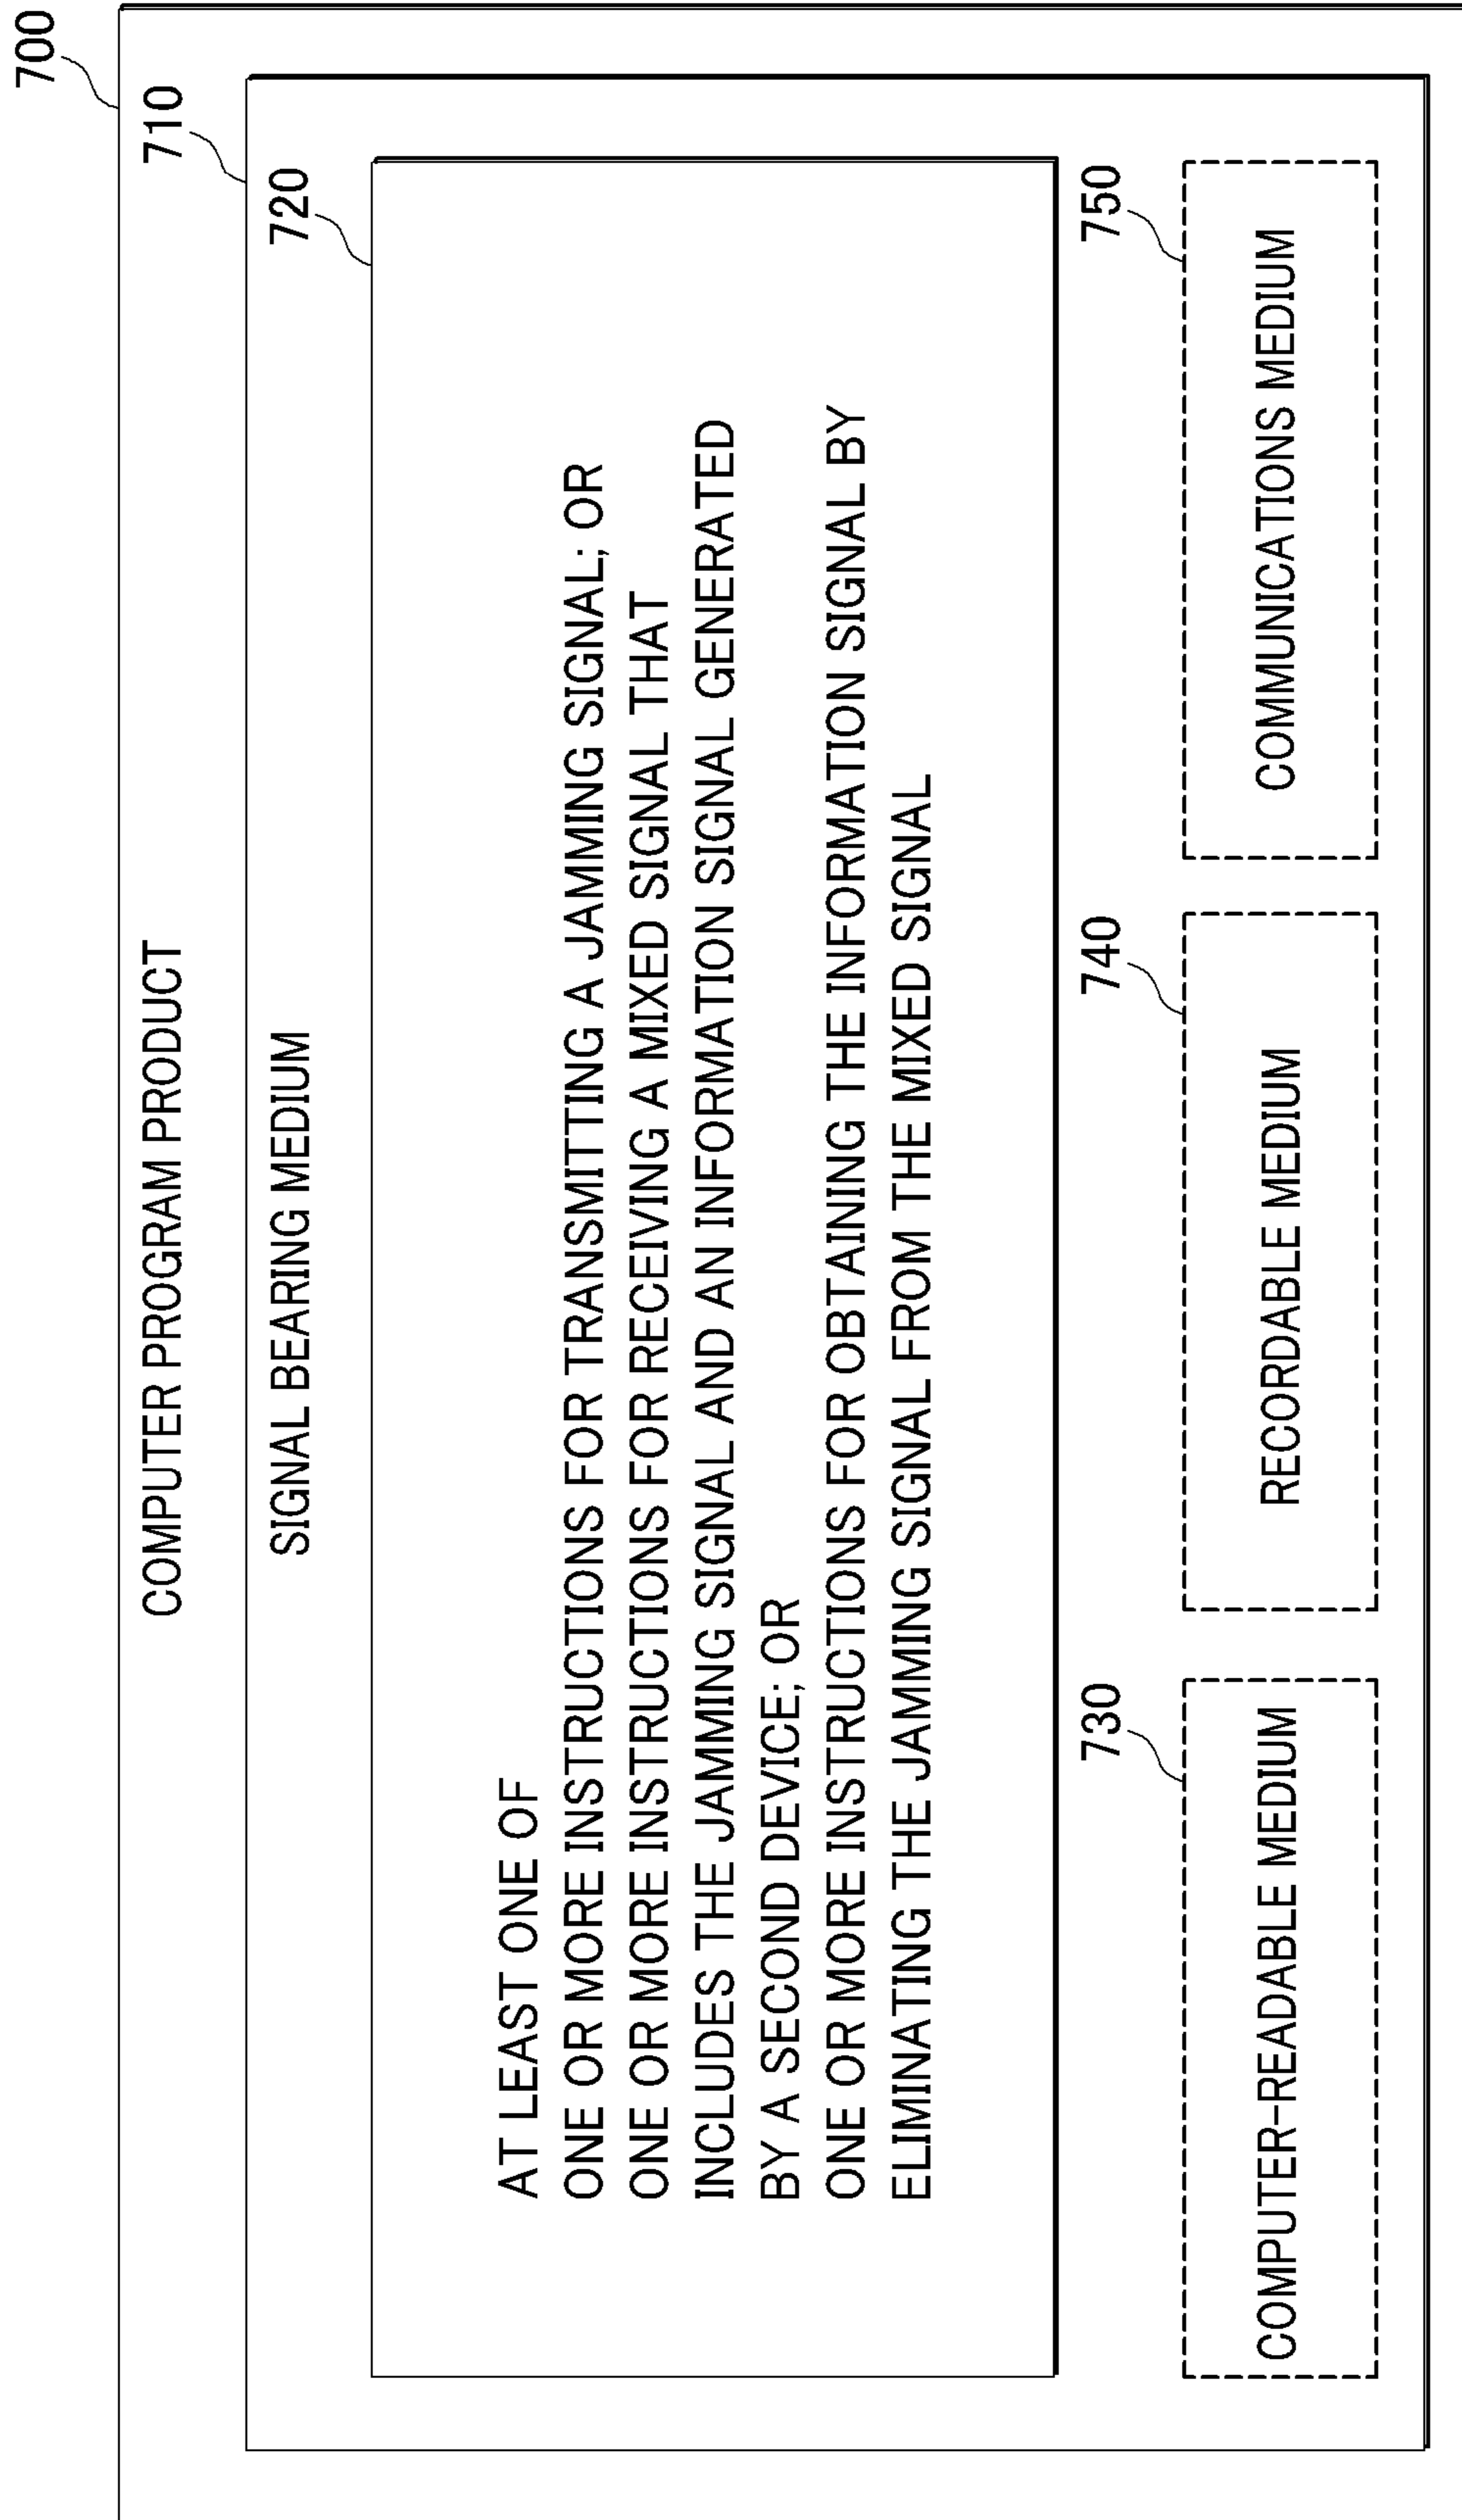 700
COMPUTER PROGRAM PRODUCT
710
SIGNAL BEARING MEDIUM
720
AT LEAST ONE OF
ONE OR MORE INSTRUCTIONS FOR TRANSMITTING A JAMMING SIGNAL; OR
ONE OR MORE INSTRUCTIONS FOR RECEIVING A MIXED SIGNAL THAT
INCLUDES THE JAMMING SIGNAL AND AN INFORMATION SIGNAL GENERATED
BY A SECOND DEVICE; OR
ONE OR MORE INSTRUCTIONS FOR OBTAINING THE INFORMATION SIGNAL BY
ELIMINATING THE JAMMING SIGNAL FROM THE MIXED SIGNAL
730
COMPUTER-READABLE MEDIUM
740
RECORDABLE MEDIUM
750
COMMUNICATIONS MEDIUM